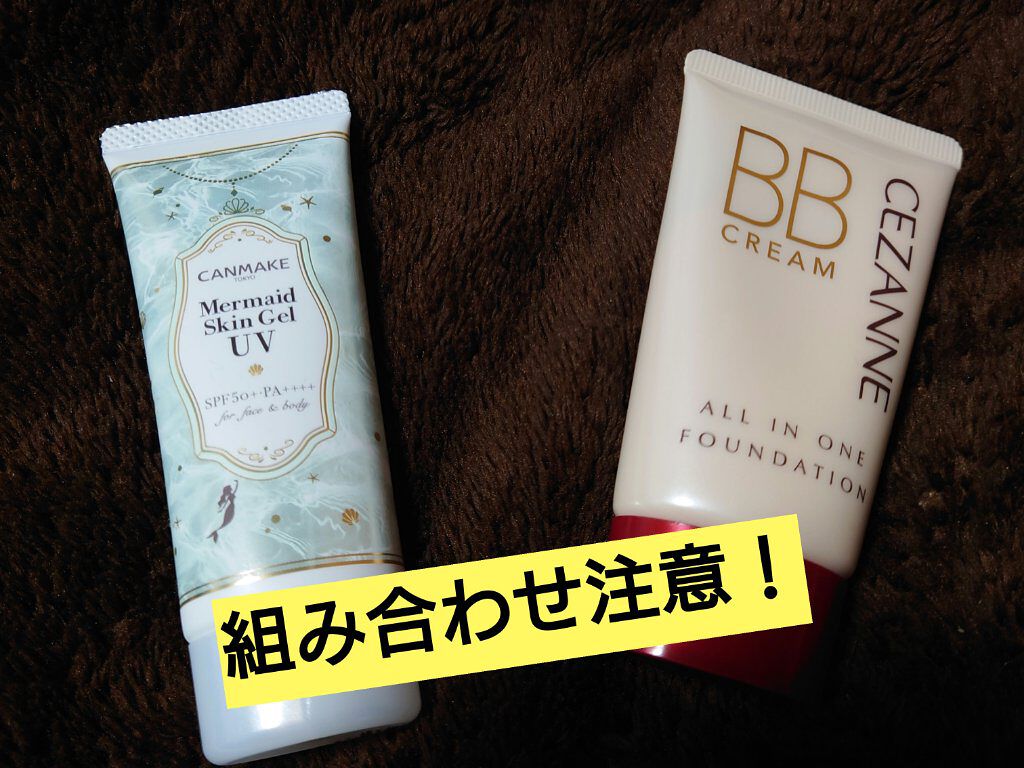 CANMAKE
TOKYO
Mermaid
Skin Gel
UV
SPF50+・PA++++
for face & body
BB
CREAM
CEZANNE
ALL IN ONE
FOUNDATION
組み合わせ注意！